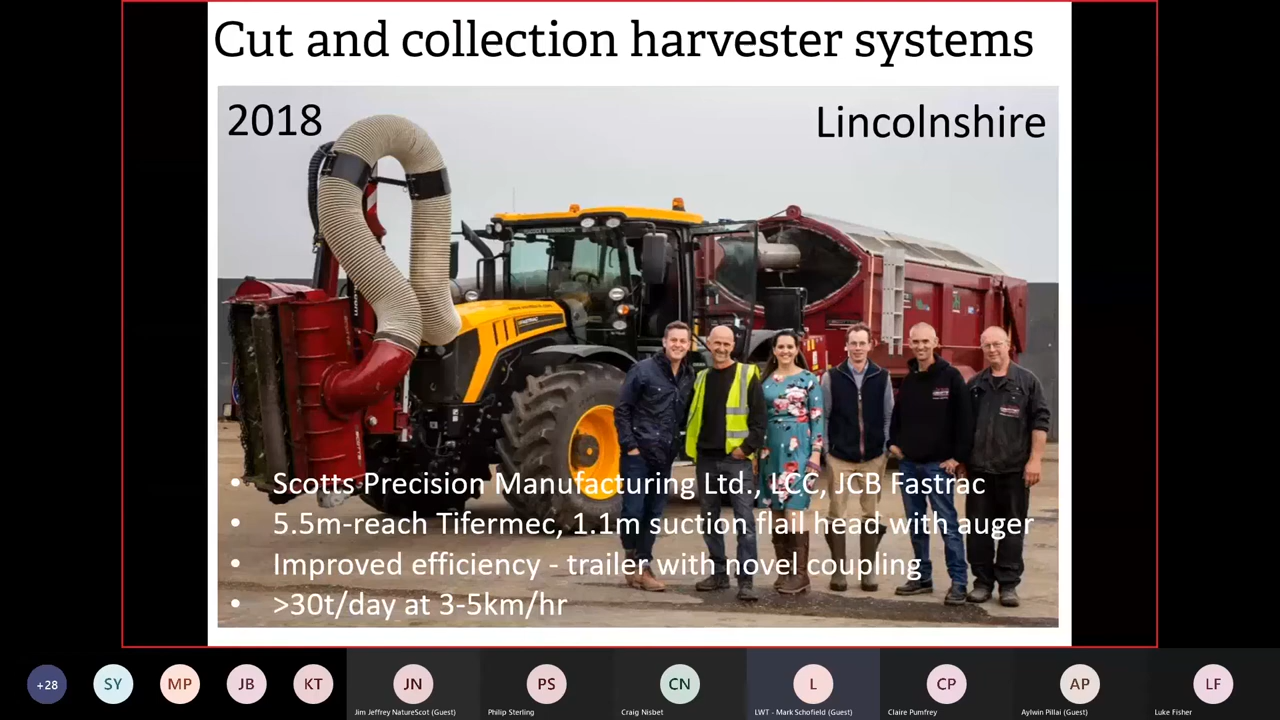 Cut and collection harvester systems
2018
Lincolnshire
• Scotts Precision Manufacturing Ltd., LCC, JCB Fastrac
• 5.5m-reach Tifermec, 1.1m suction flail head with auger
• Improved efficiency - trailer with novel coupling
• >30t/day at 3-5km/hr
+28
SY
MP
JB
KT
JN
PS
CN
L
CP
AP
LF
Jim Jeffrey NatureScot (Guest)
Philip Sterling
Craig Nisbet
LWT - Mark Schofield (Guest)
Claire Pumfrey
Aylwin Pillai (Guest)
Luke Fisher